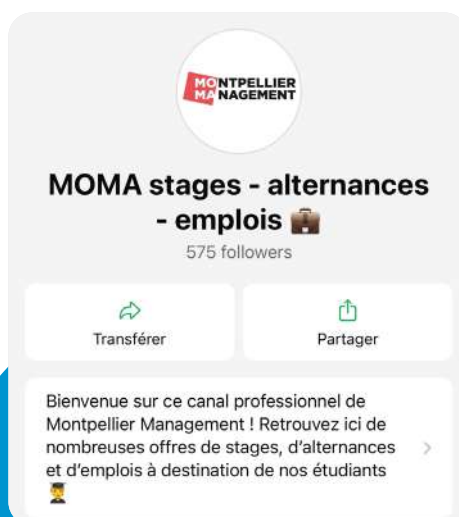 MONTPELLIER
MANAGEMENT
MOMA stages - alternances
- emplois 💼
575 followers
Transférer
Partager
Bienvenue sur ce canal professionnel de
Montpellier Management ! Retrouvez ici de
nombreuses offres de stages, d'alternances
et d'emplois à destination de nos étudiants
👨‍🎓